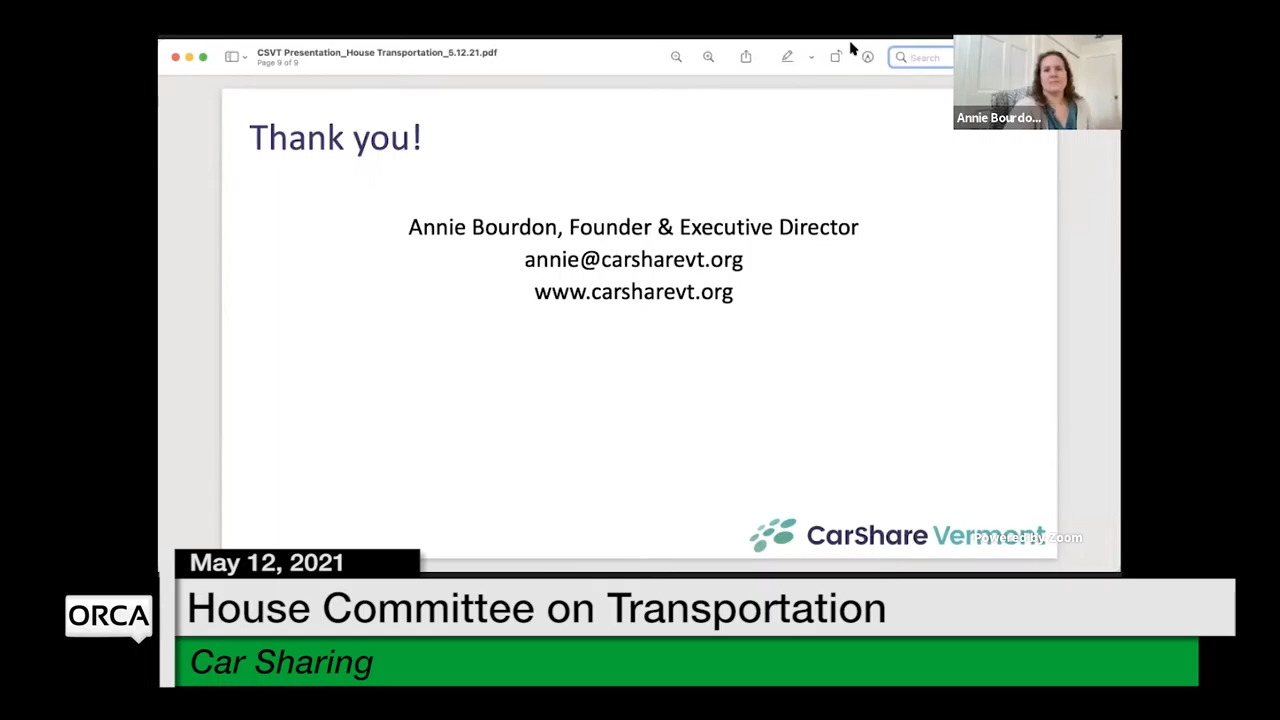 CSVT Presentation_House Transportation_5.12.21.pdf
Page 9 of 9
Search
Annie Bourdo...
Thank you!
Annie Bourdon, Founder & Executive Director
annie@carsharevt.org
www.carsharevt.org
CarShare Vermont
Powered by Zoom
May 12, 2021
ORCA
House Committee on Transportation
Car Sharing